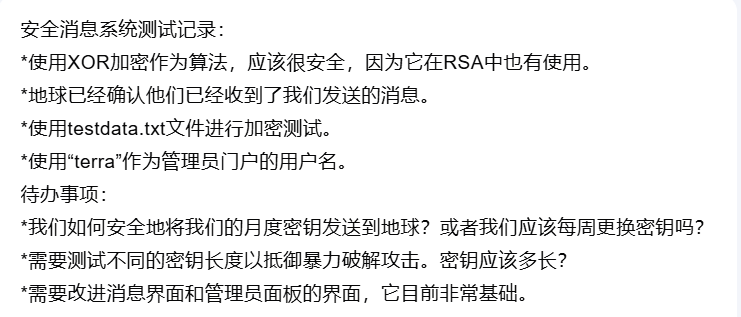 安全消息系统测试记录：
*使用XOR加密作为算法，应该很安全，因为它在RSA中也有使用。
*地球已经确认他们已经收到了我们发送的消息。
*使用testdata.txt文件进行加密测试。
*使用“terra”作为管理员门户的用户名。
待办事项：
*我们如何安全地将我们的月度密钥发送到地球？或者我们应该每周更换密钥吗？
*需要测试不同的密钥长度以抵御暴力破解攻击。密钥应该多长？
*需要改进消息界面和管理员面板的界面，它目前非常基础。